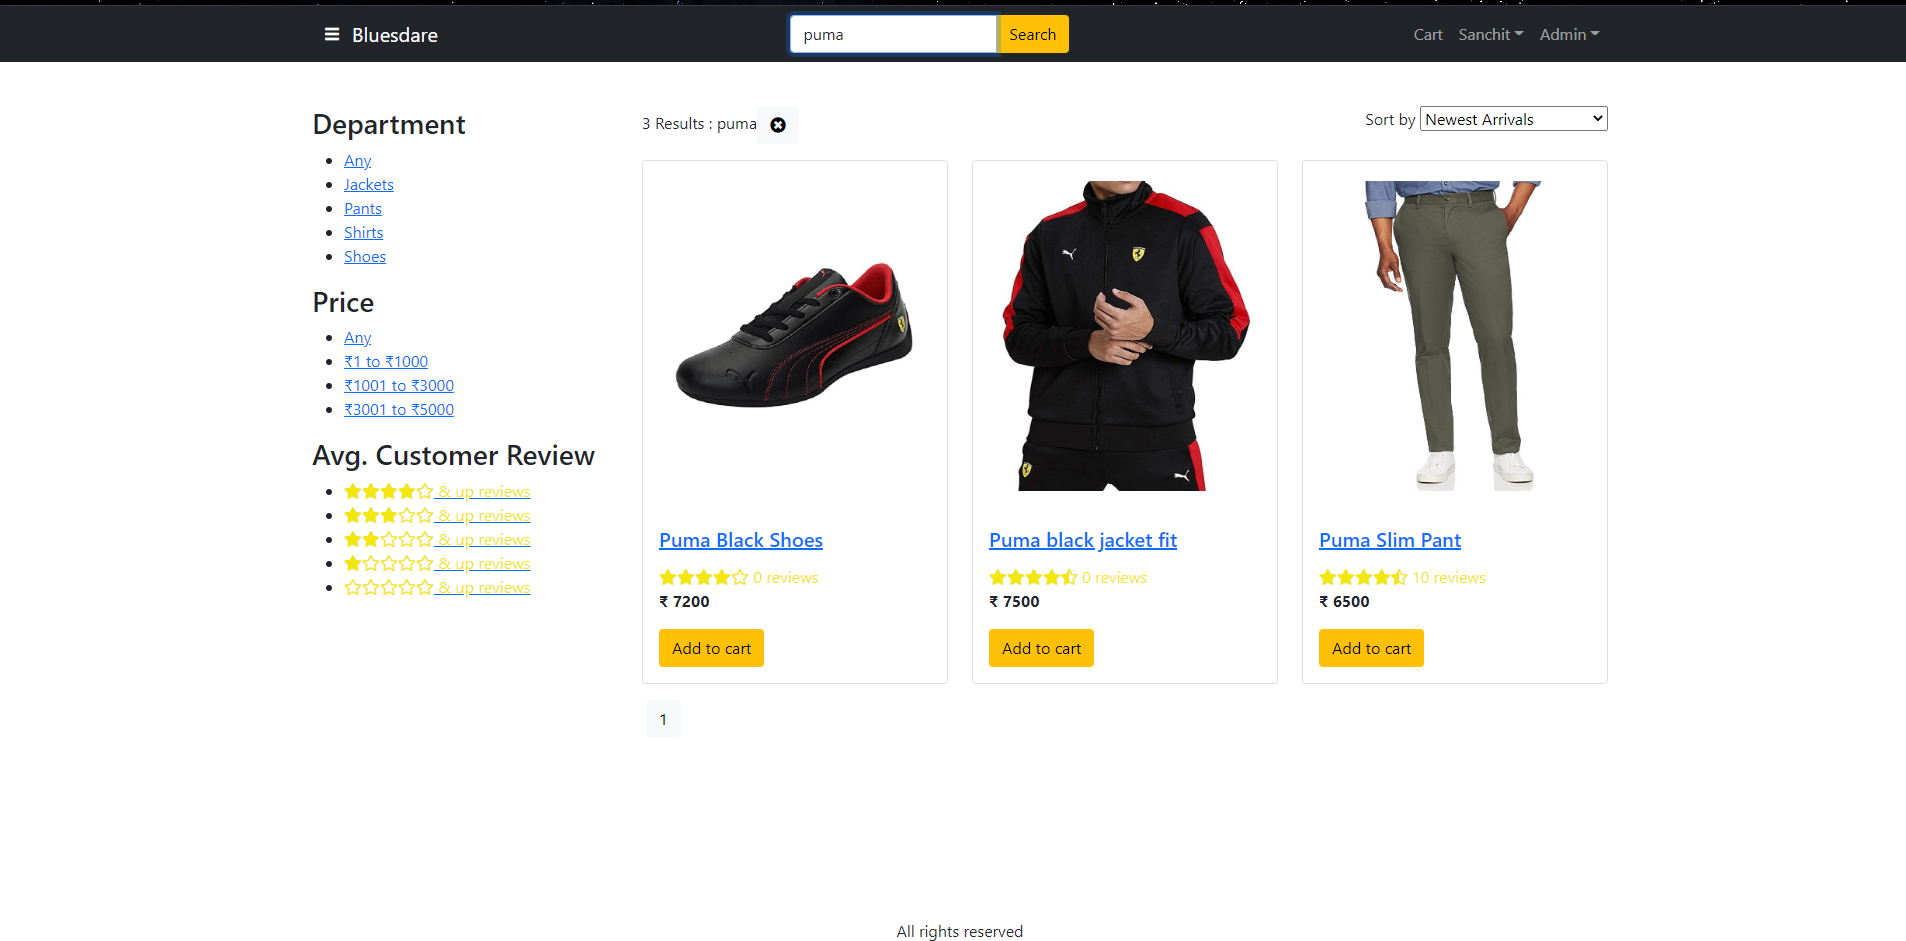 Bluesdare
puma
Search
Cart
Sanchit
Admin
Department
Any
Jackets
Pants
Shirts
Shoes
Price
Any
₹1 to ₹1000
₹1001 to ₹3000
₹3001 to ₹5000
Avg. Customer Review
& up reviews
& up reviews
& up reviews
& up reviews
& up reviews
3 Results : puma
Sort by Newest Arrivals
Puma Black Shoes
0 reviews
₹ 7200
Add to cart
Puma black jacket fit
0 reviews
₹ 7500
Add to cart
Puma Slim Pant
10 reviews
₹ 6500
Add to cart
1
All rights reserved